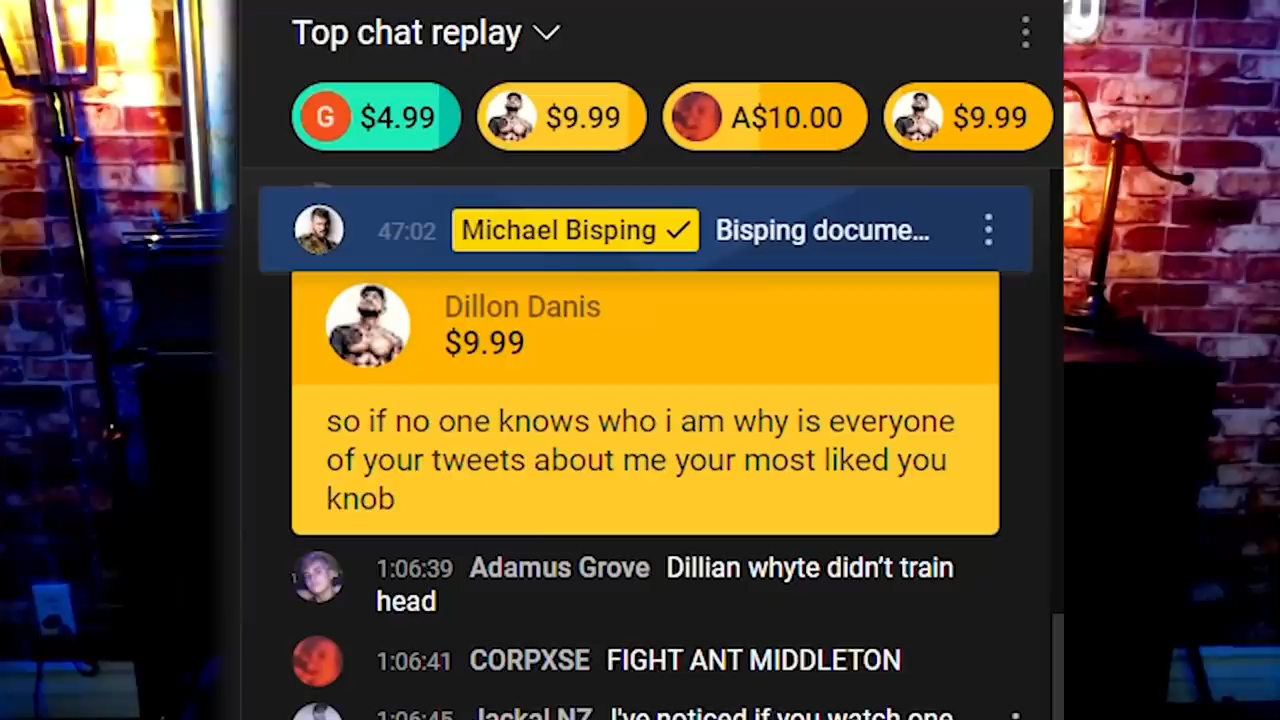 Top chat replay
G $4.99 $9.99 A$10.00 $9.99
47:02 Michael Bisping Bisping docume...
Dillon Danis
$9.99
so if no one knows who i am why is everyone
of your tweets about me your most liked you
knob
1:06:39 Adamus Grove Dillian whyte didn't train
head
1:06:41 CORPXSE FIGHT ANT MIDDLETON
1:06:45 Jackal NZ I've noticed if you watch one